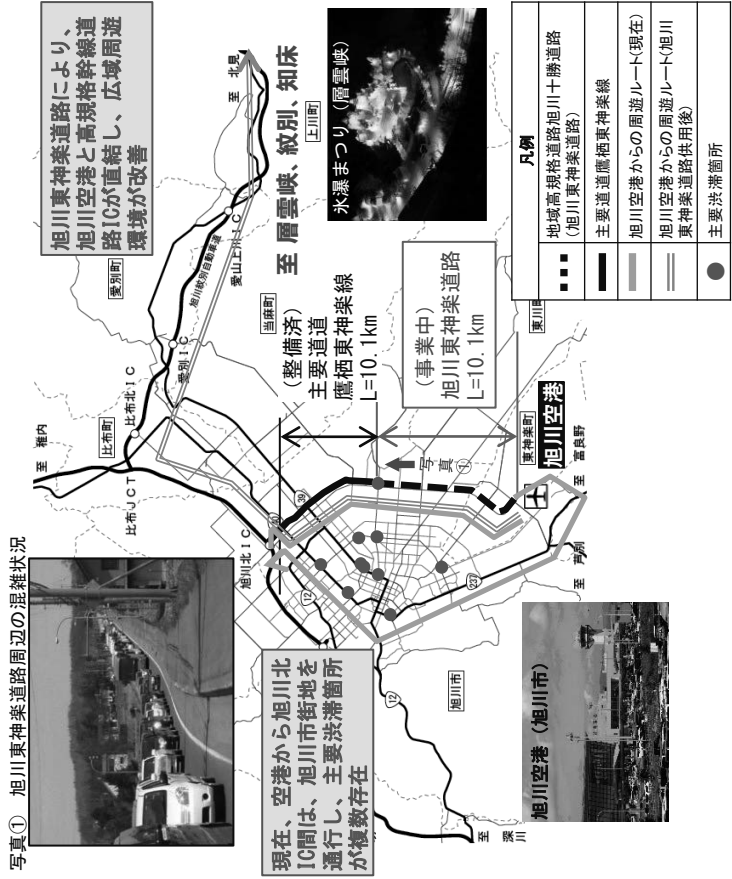 写真① 旭川東神楽道路周辺の混雑状況
旭川東神楽道路により、
旭川空港と高規格幹線道
路ICが直結し、広域周遊
環境が改善
現在、空港から旭川北
IC間は、旭川市街地を
通行し、主要渋滞箇所
が複数存在
至 稚内
比布町
比布JCT
比布北IC
旭川北IC
愛別町
愛別IC
旭川紋別自動車道
愛山上川IC
至 北見
上川町
至 層雲峡、紋別、知床
氷瀑まつり（層雲峡）
当麻町
（整備済）
主要道道
鷹栖東神楽線
L=10.1km
（事業中）
旭川東神楽道路
L=10.1km
写真
①
40
39
12
12
237
東神楽町
旭川空港
東川町
至 富良野
至 芦別
旭川市
至 深川
旭川空港（旭川市）
凡例
地域高規格道路旭川十勝道路
（旭川東神楽道路）
主要道道鷹栖東神楽線
旭川空港からの周遊ルート(現在)
旭川空港からの周遊ルート(旭川
東神楽道路供用後)
主要渋滞箇所